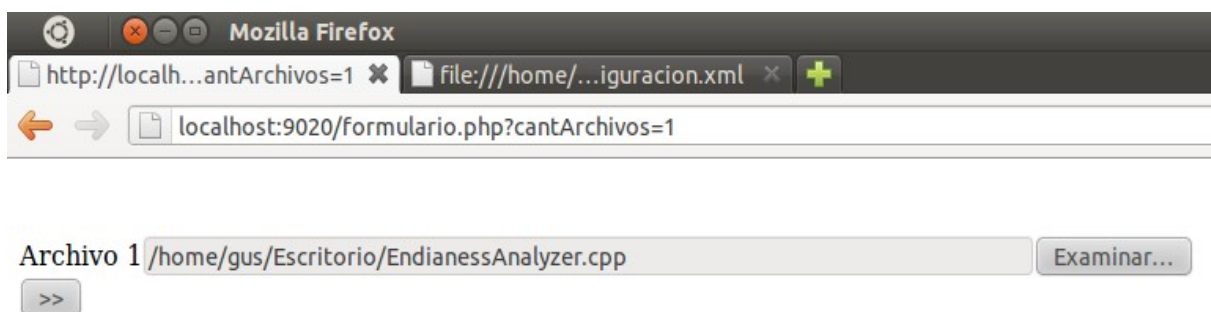 Mozilla Firefox
http://localh...antArchivos=1 file:///home/...iguracion.xml
localhost:9020/formulario.php?cantArchivos=1
Archivo 1 /home/gus/Escritorio/EndianessAnalyzer.cpp Examinar...
>>